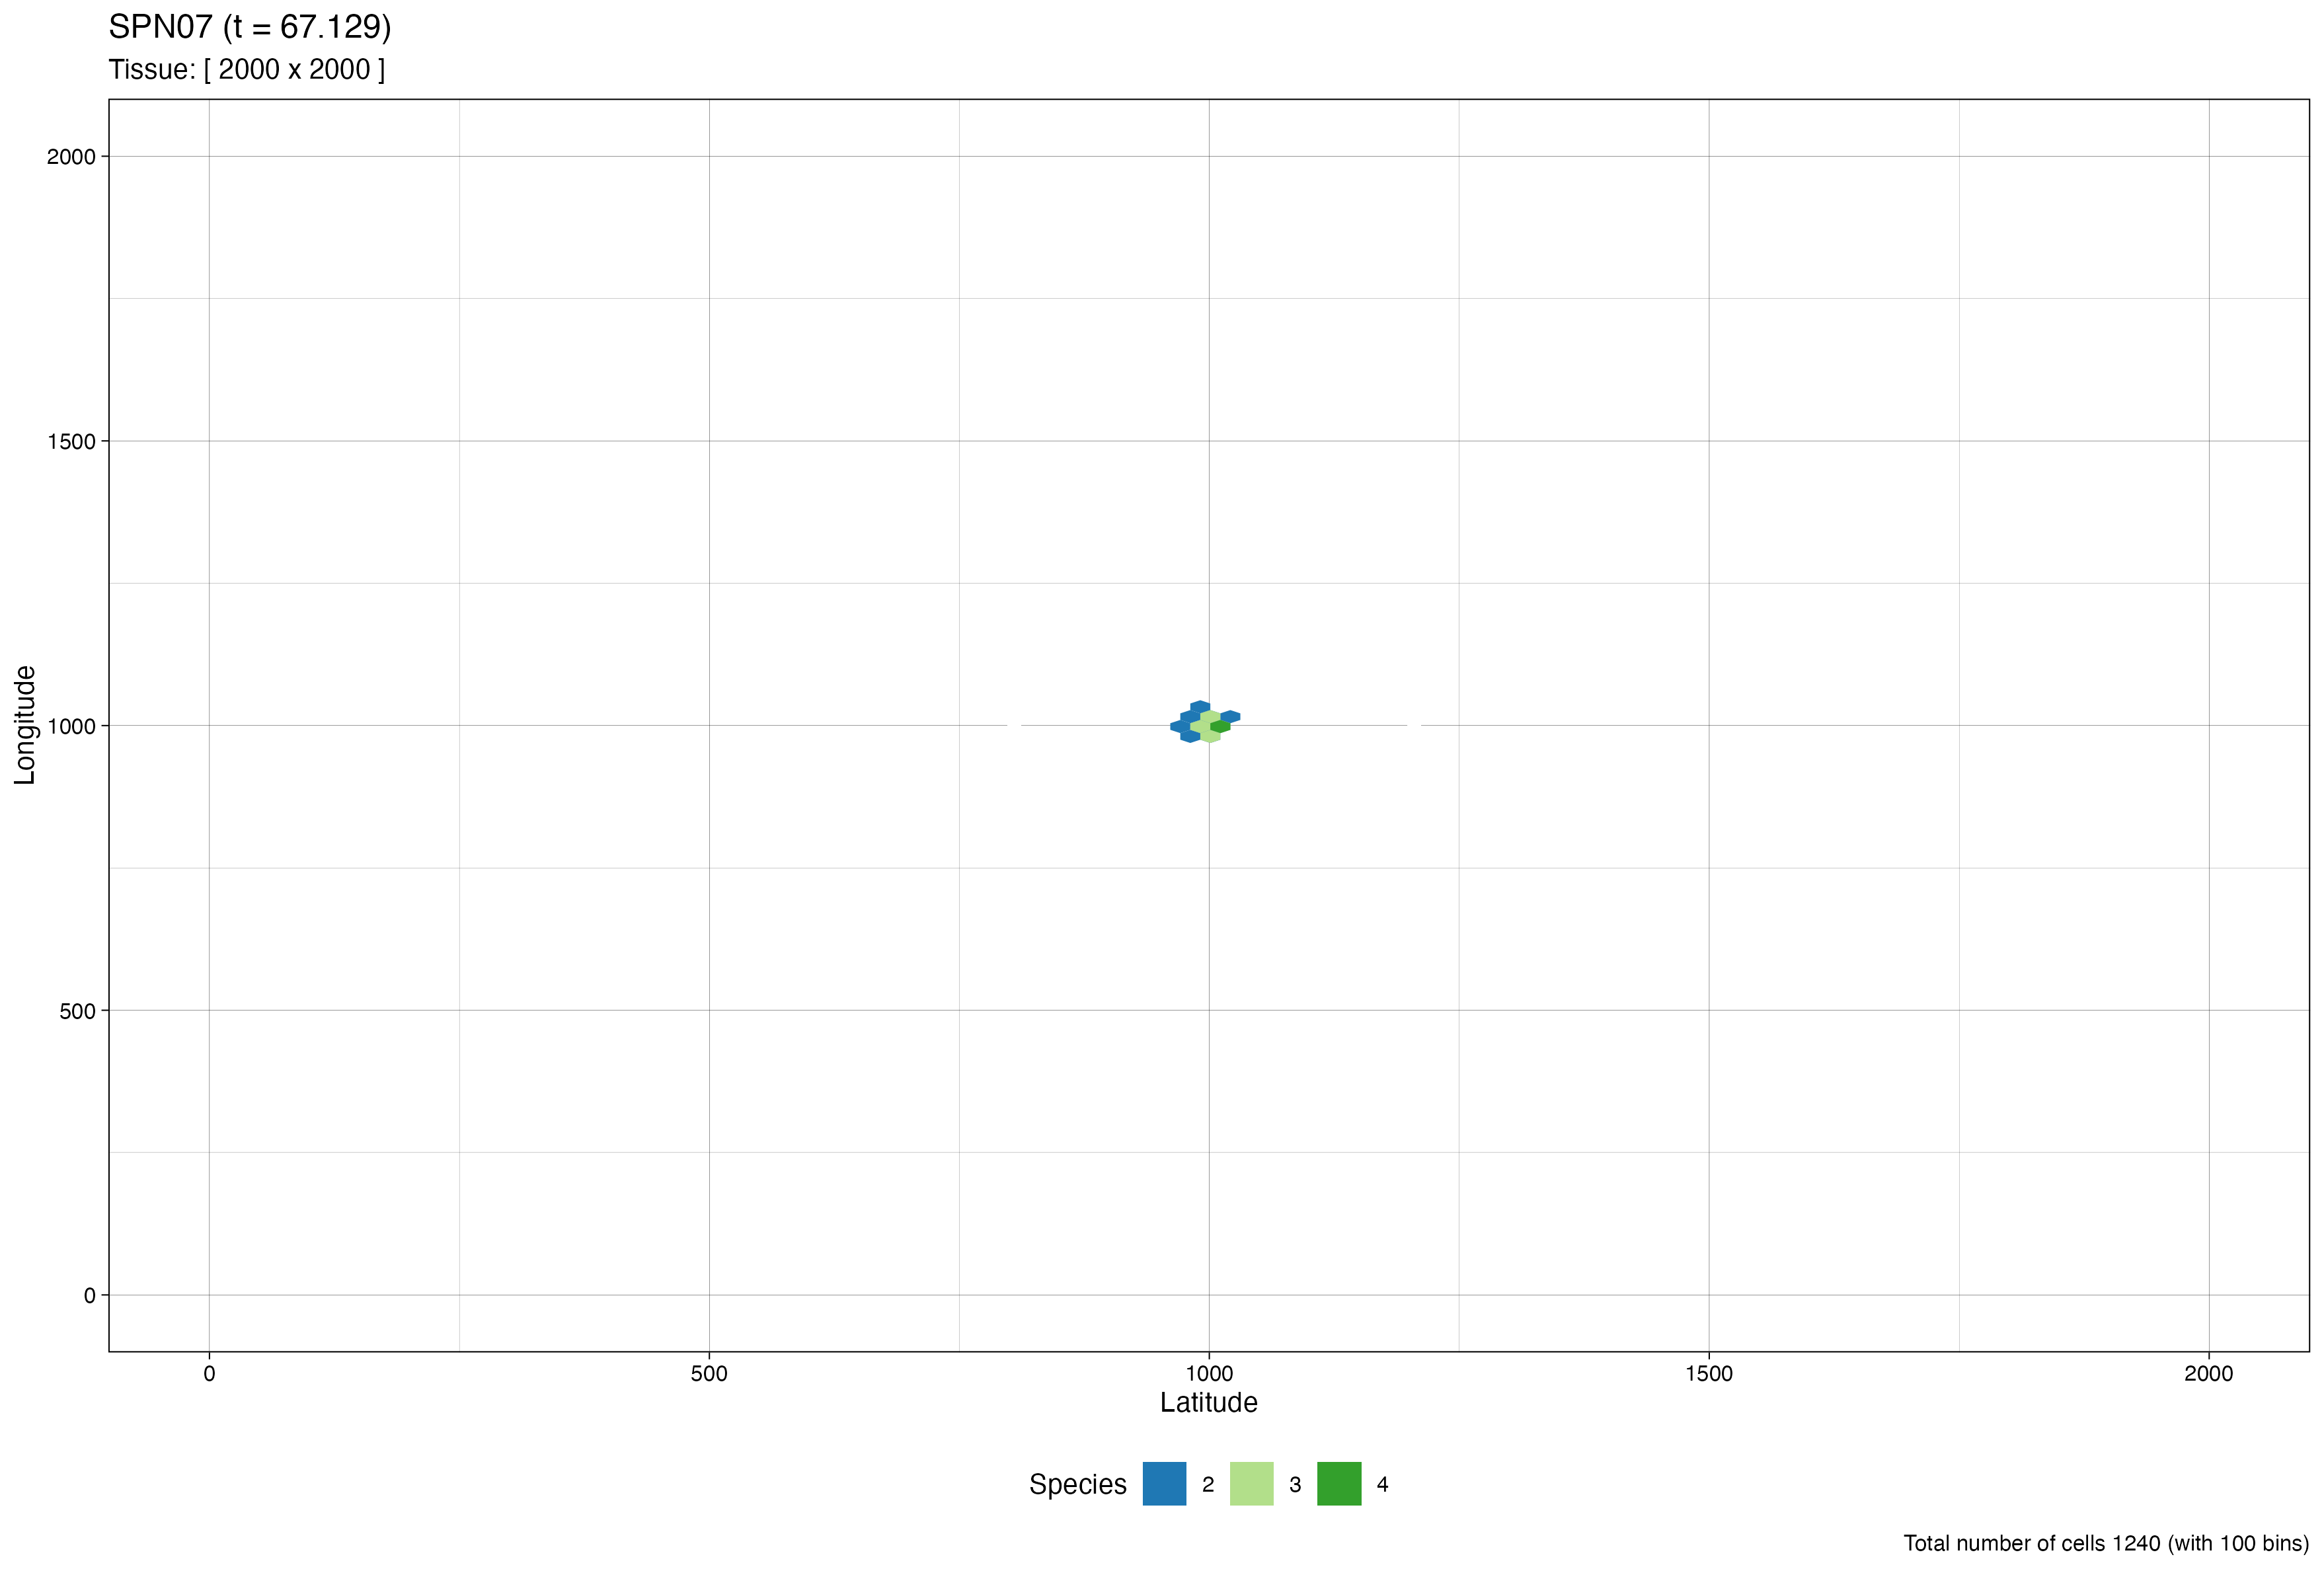 SPN07 (t = 67.129)
Tissue: [ 2000 x 2000 ]
2000
1500
1000
500
0
Longitude
0 500 1000 1500 2000
Latitude
Species 2 3 4
Total number of cells 1240 (with 100 bins)